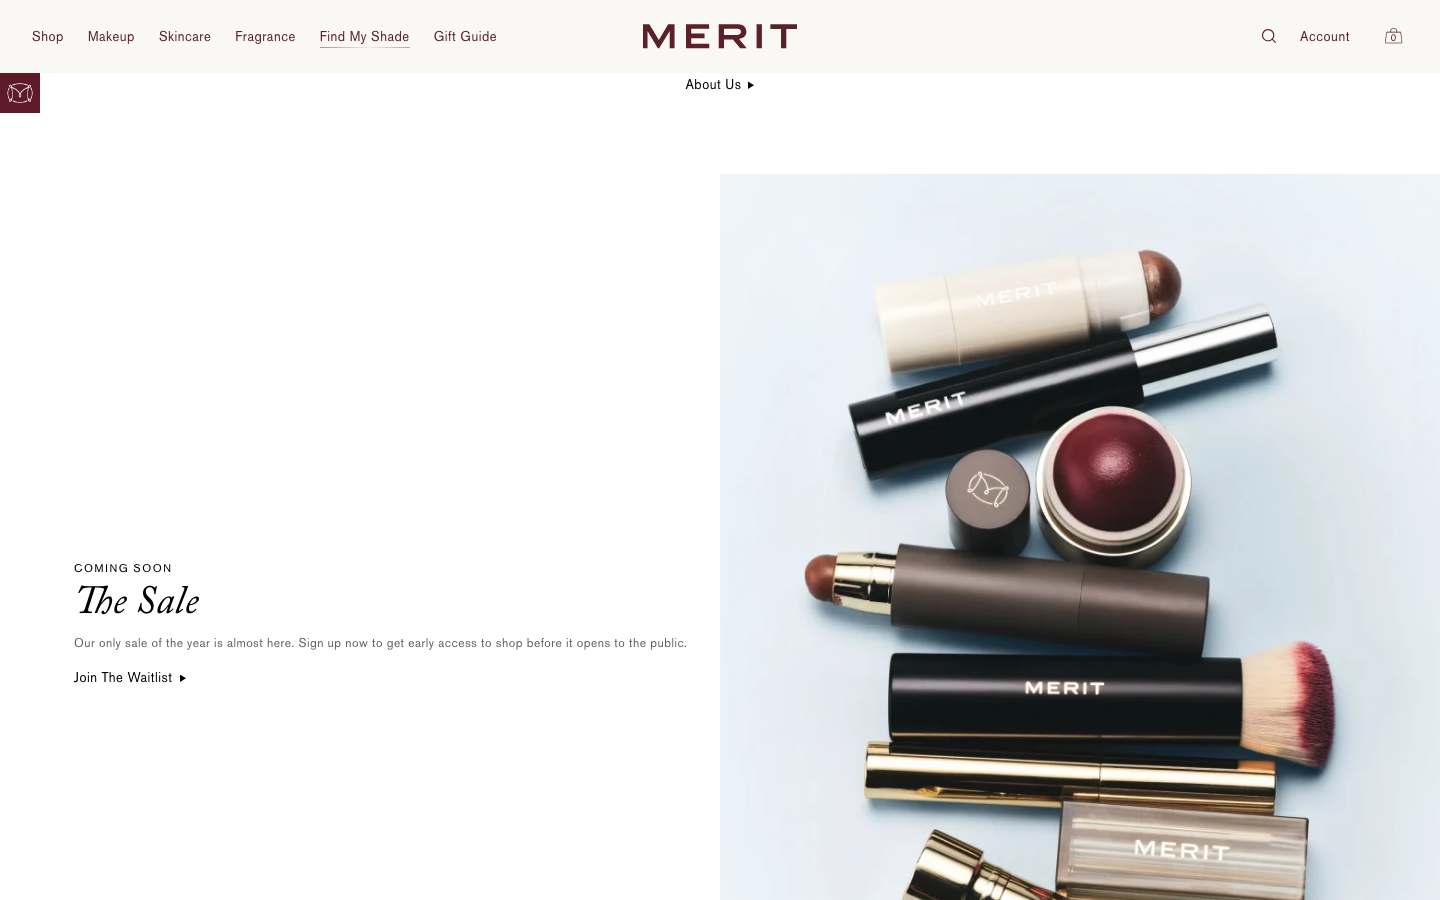 Shop Makeup Skincare Fragrance Find My Shade Gift Guide MERIT Account 0
About Us
COMING SOON
The Sale
Our only sale of the year is almost here. Sign up now to get early access to shop before it opens to the public.
Join The Waitlist
MERIT
MERIT
MERIT
MERIT